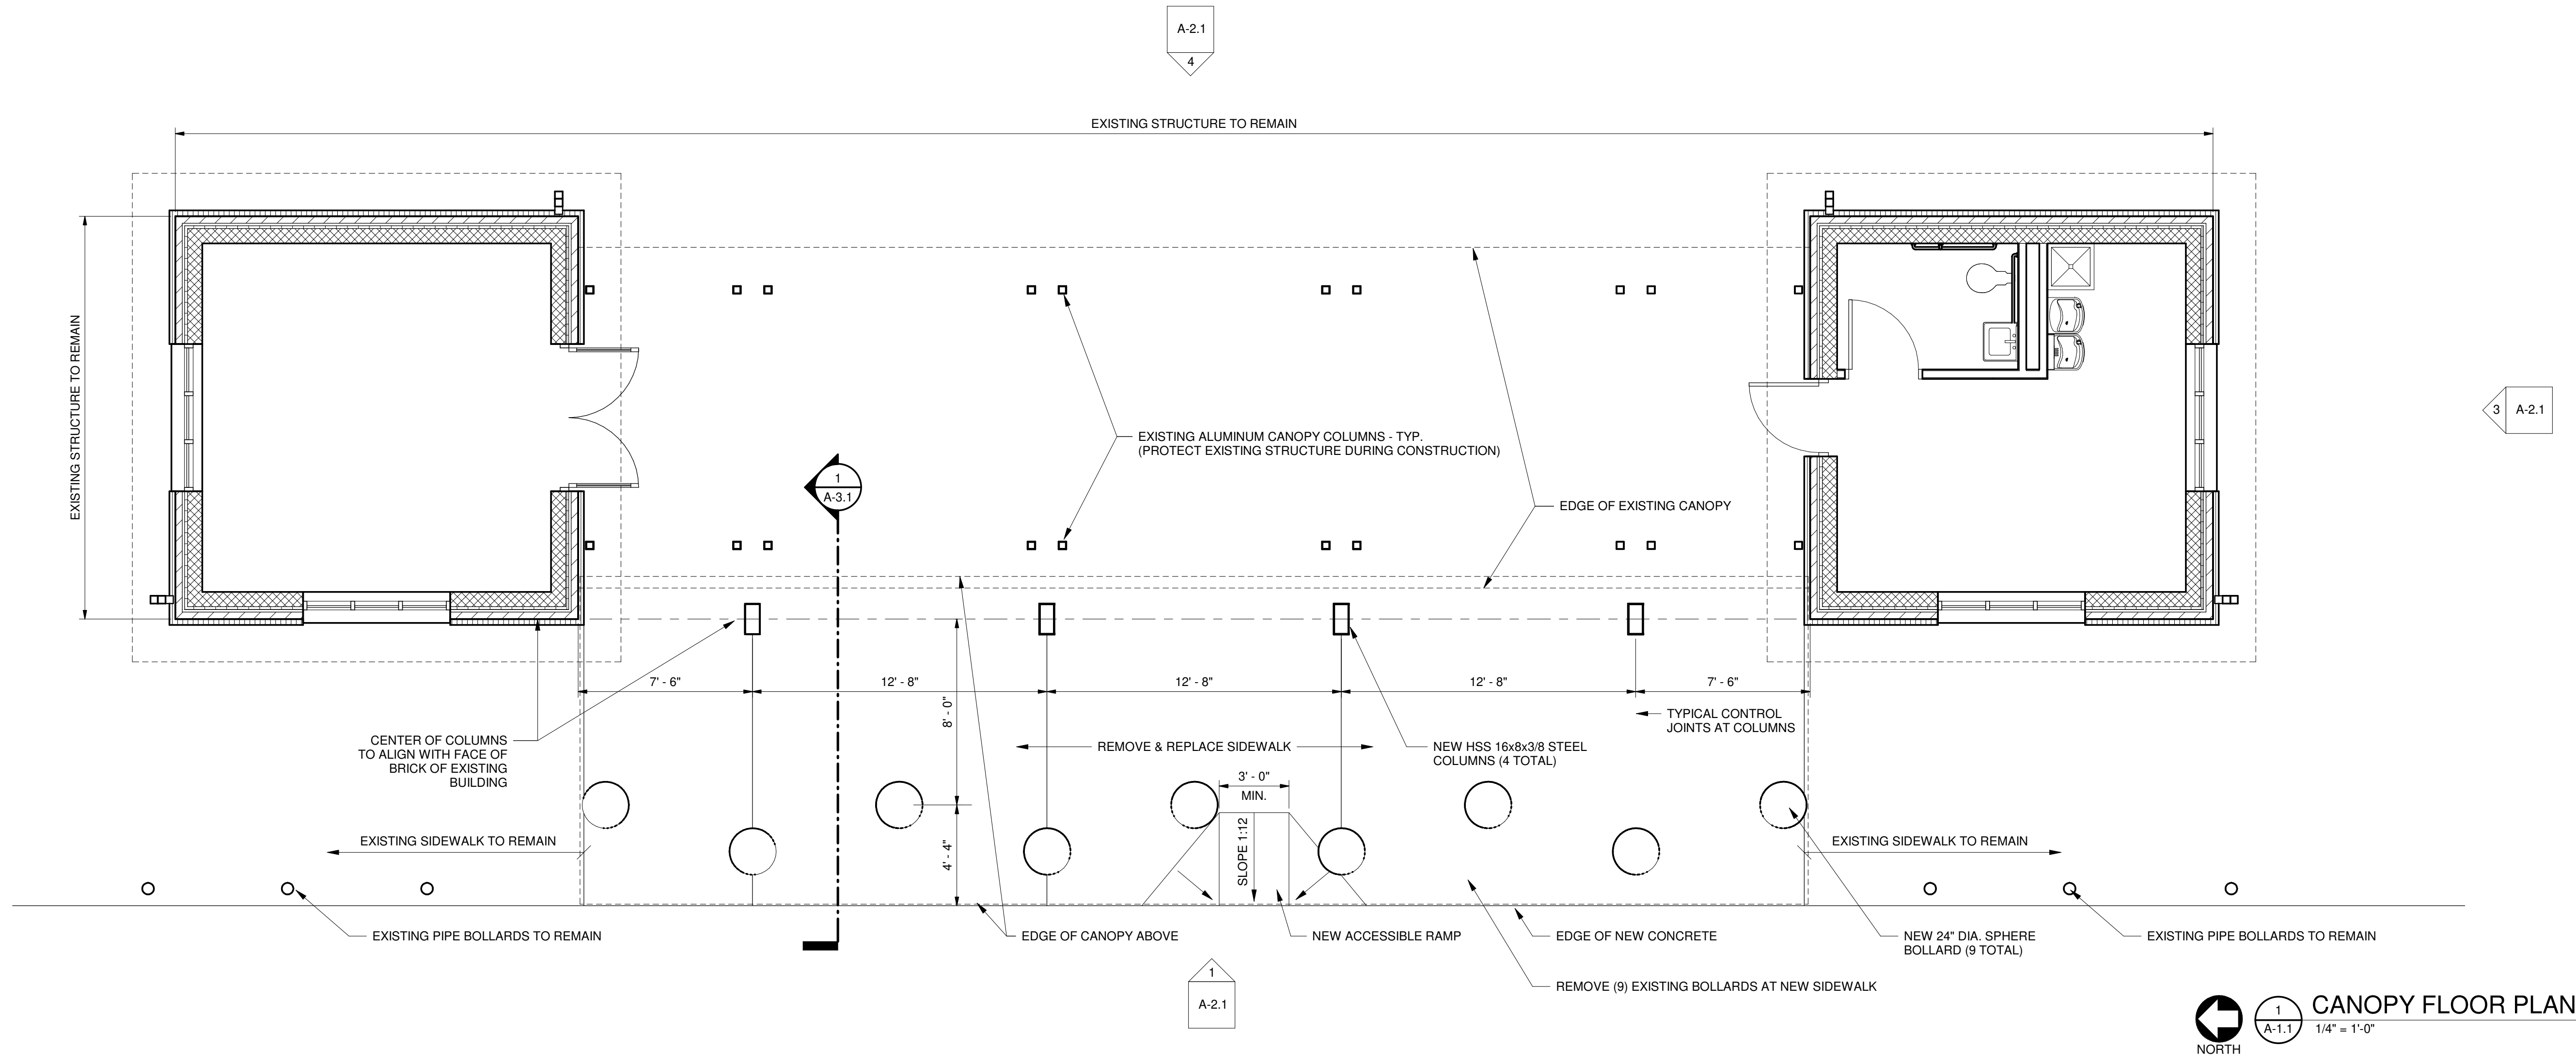 A-2.1
4
EXISTING STRUCTURE TO REMAIN
EXISTING STRUCTURE TO REMAIN
3
A-2.1
EXISTING ALUMINUM CANOPY COLUMNS - TYP.
(PROTECT EXISTING STRUCTURE DURING CONSTRUCTION)
1
A-3.1
EDGE OF EXISTING CANOPY
7' - 6"
12' - 8"
12' - 8"
12' - 8"
7' - 6"
8' - 0"
TYPICAL CONTROL
JOINTS AT COLUMNS
CENTER OF COLUMNS
TO ALIGN WITH FACE OF
BRICK OF EXISTING
BUILDING
REMOVE & REPLACE SIDEWALK
NEW HSS 16x8x3/8 STEEL
COLUMNS (4 TOTAL)
3' - 0"
MIN.
EXISTING SIDEWALK TO REMAIN
4' - 4"
SLOPE 1:12
EXISTING SIDEWALK TO REMAIN
EXISTING PIPE BOLLARDS TO REMAIN
EDGE OF CANOPY ABOVE
NEW ACCESSIBLE RAMP
EDGE OF NEW CONCRETE
NEW 24" DIA. SPHERE
BOLLARD (9 TOTAL)
EXISTING PIPE BOLLARDS TO REMAIN
REMOVE (9) EXISTING BOLLARDS AT NEW SIDEWALK
1
A-2.1
NORTH
1
A-1.1
CANOPY FLOOR PLAN
1/4" = 1'-0"